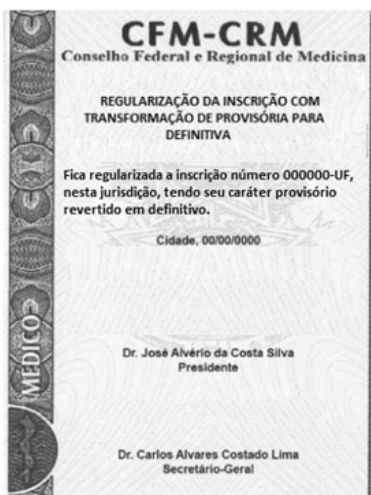 CFM-CRM
Conselho Federal e Regional de Medicina
REGULARIZAÇÃO DA INSCRIÇÃO COM
TRANSFORMAÇÃO DE PROVISÓRIA PARA
DEFINITIVA
Fica regularizada a inscrição número 000000-UF,
nesta jurisdição, tendo seu caráter provisório
revertido em definitivo.
Cidade, 00/00/0000
Dr. José Alvério da Costa Silva
Presidente
MÉDICO
Dr. Carlos Alvares Costado Lima
Secretário-Geral